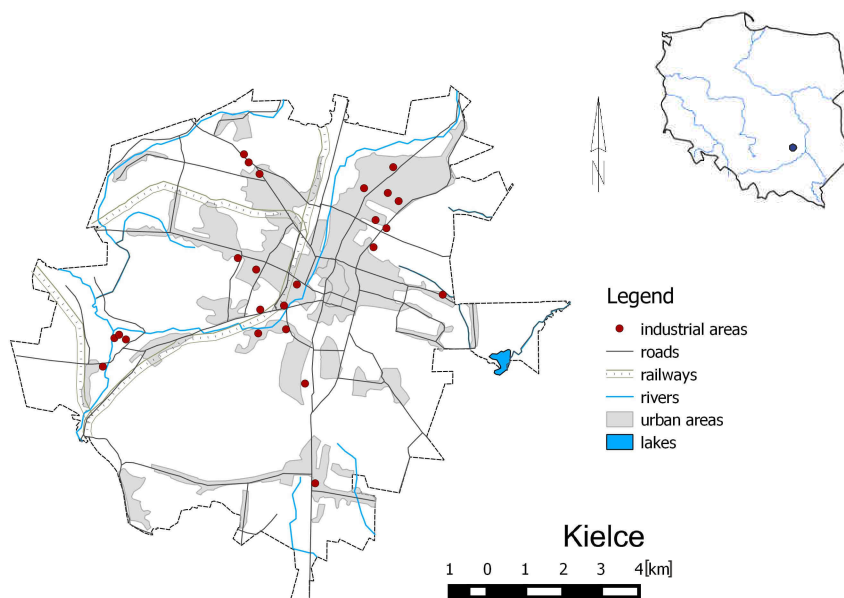 N
Legend
industrial areas
roads
railways
rivers
urban areas
lakes
Kielce
1 0 1 2 3 4 [km]